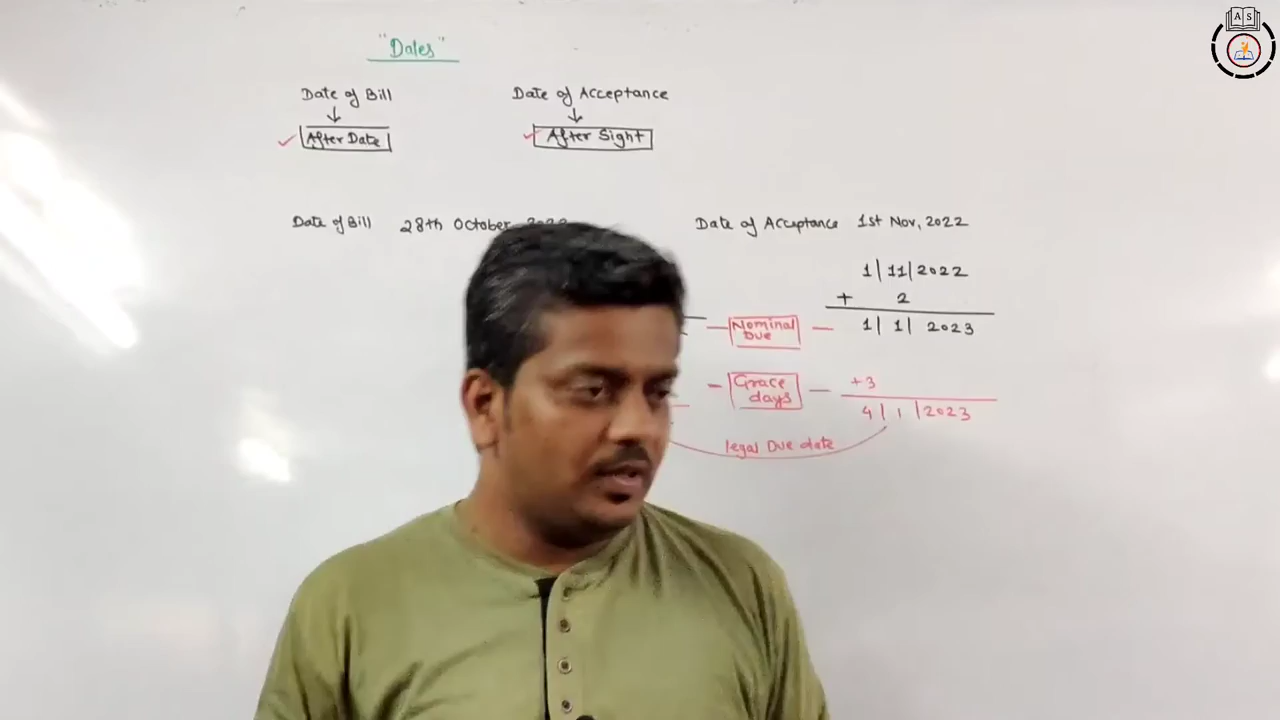 "Dates"
Date of Bill
After Date
Date of Acceptance
After Sight
Date of Bill 28th October
Date of Acceptance 1st Nov, 2022
1 | 11 | 2022
+ 2
Nominal Due
1 | 1 | 2023
Grace days
+3
4 | 1 | 2023
legal Due date
A S